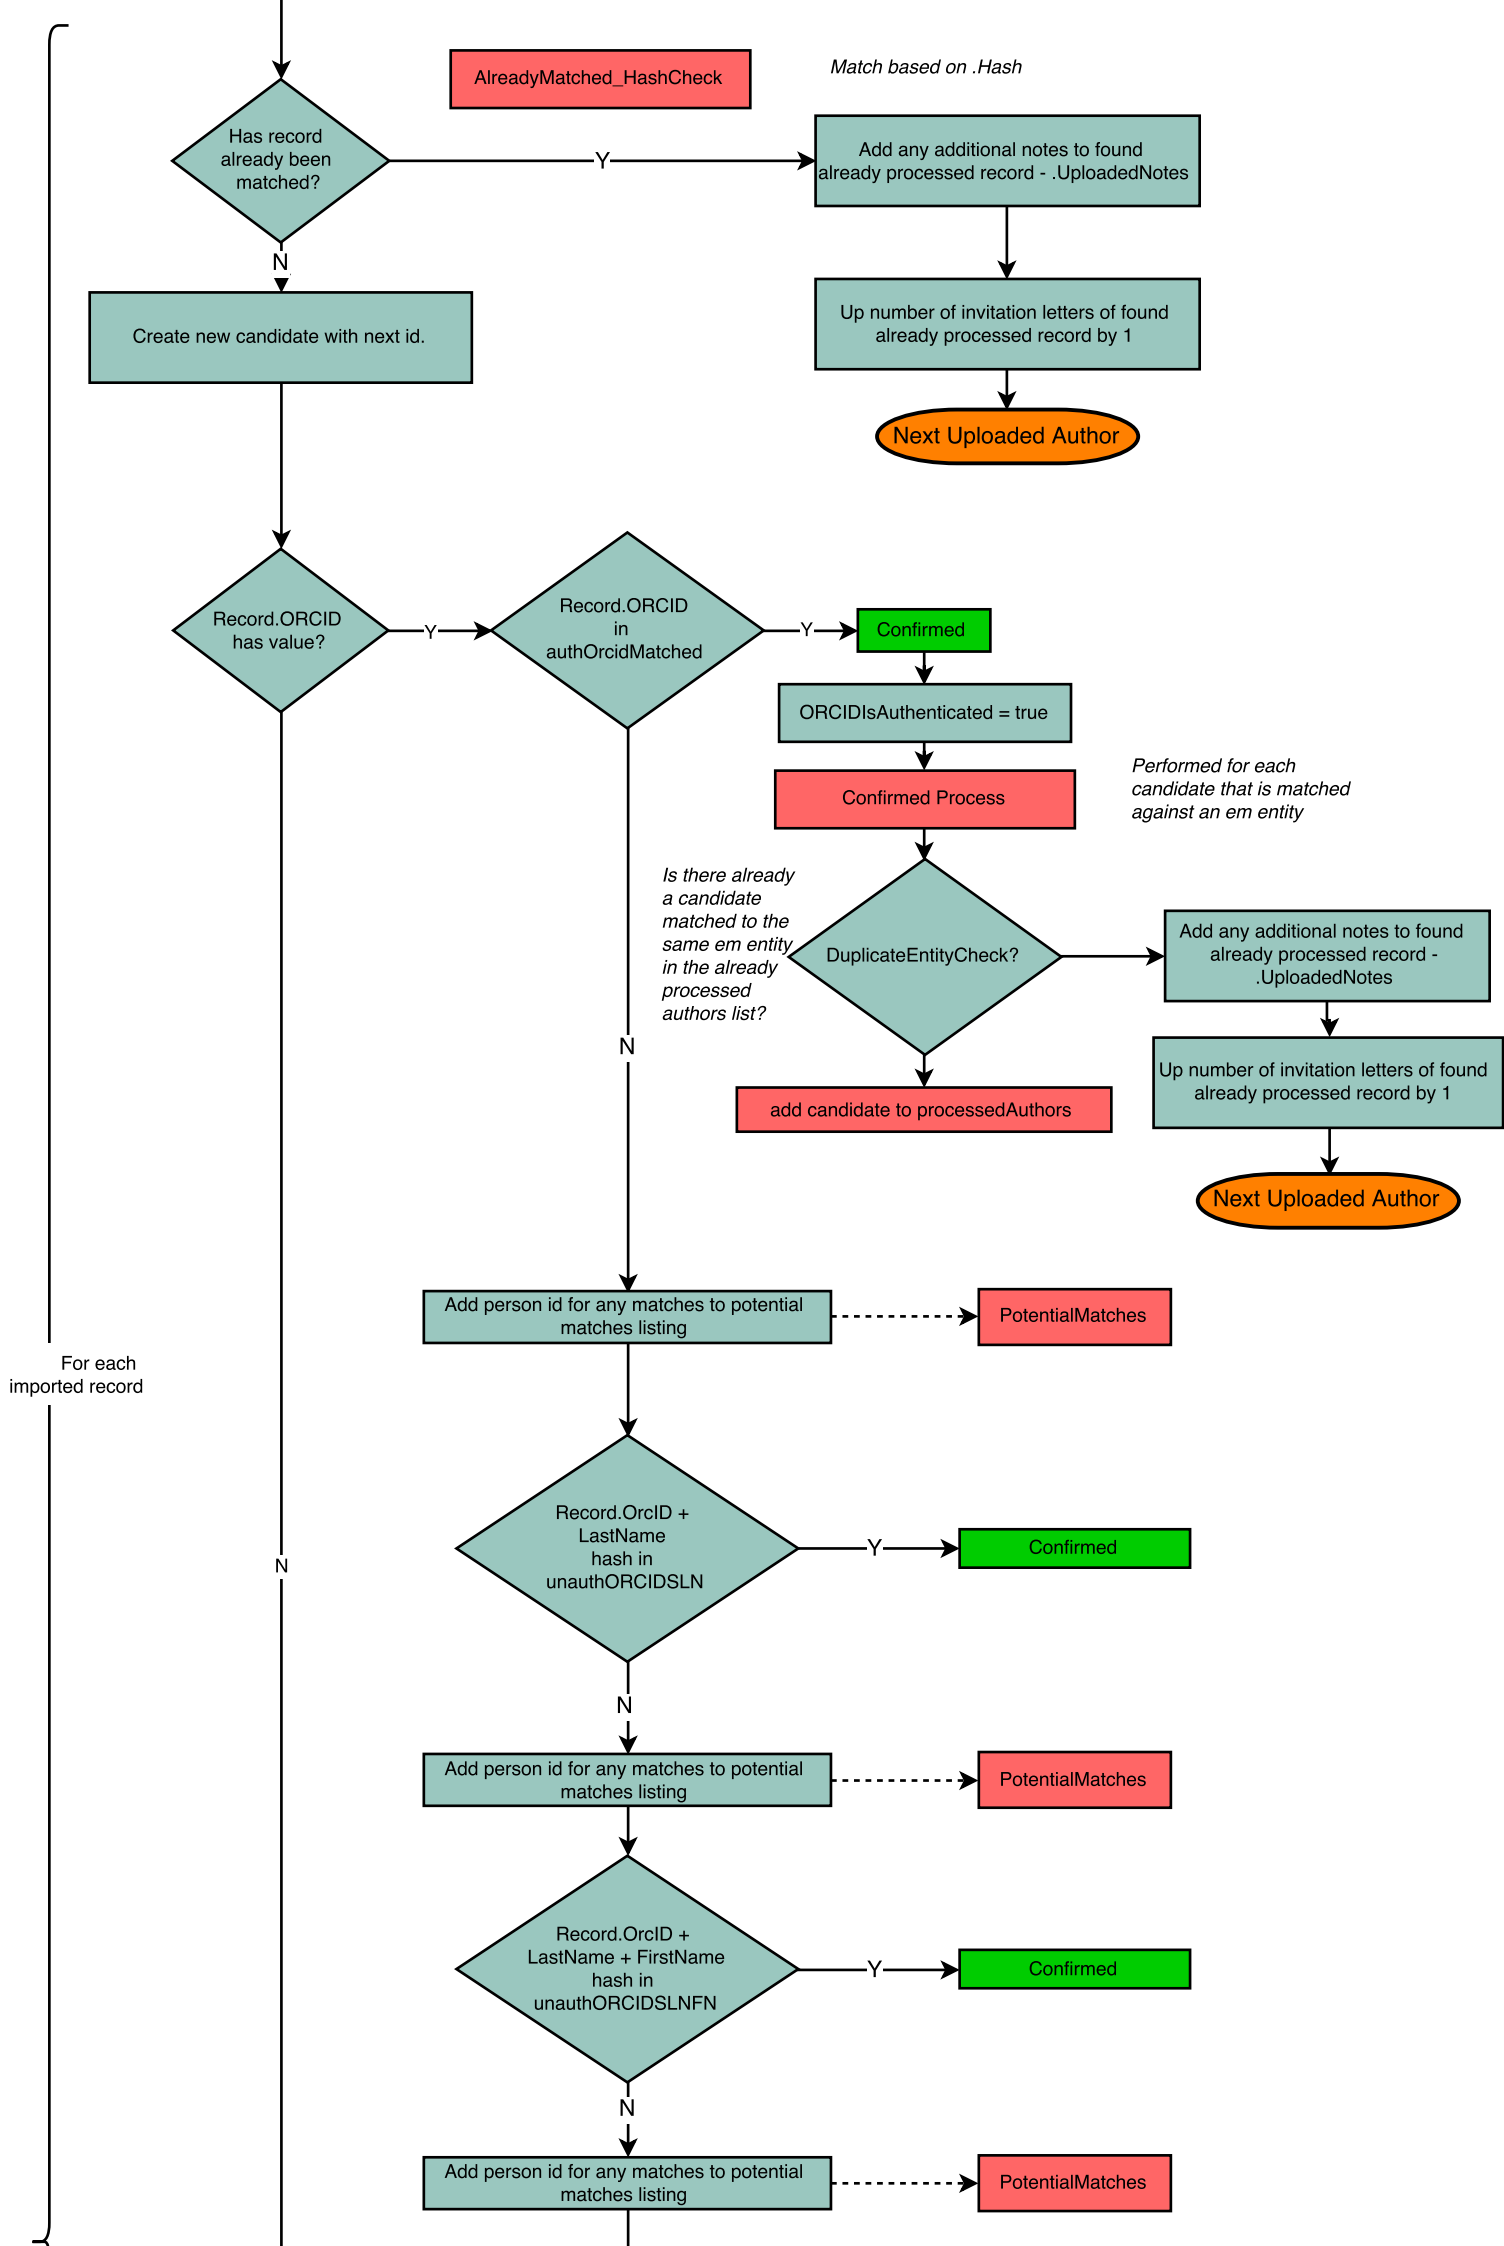 AlreadyMatched_HashCheck
Match based on .Hash
Has record
already been
matched?
Y
Add any additional notes to found
already processed record - .UploadedNotes
N
Create new candidate with next id.
Up number of invitation letters of found
already processed record by 1
Next Uploaded Author
Record.ORCID
has value?
Y
Record.ORCID
in
authOrcidMatched
Y
Confirmed
ORCIDIsAuthenticated = true
Confirmed Process
Performed for each
candidate that is matched
against an em entity
Is there already
a candidate
matched to the
same em entity
in the already
processed
authors list?
DuplicateEntityCheck?
Add any additional notes to found
already processed record -
.UploadedNotes
N
Up number of invitation letters of found
already processed record by 1
add candidate to processedAuthors
Next Uploaded Author
Add person id for any matches to potential
matches listing
PotentialMatches
For each
imported record
Record.OrcID +
LastName
hash in
unauthORCIDSLN
Y
Confirmed
N
N
Add person id for any matches to potential
matches listing
PotentialMatches
Record.OrcID +
LastName + FirstName
hash in
unauthORCIDSLNFN
Y
Confirmed
N
Add person id for any matches to potential
matches listing
PotentialMatches